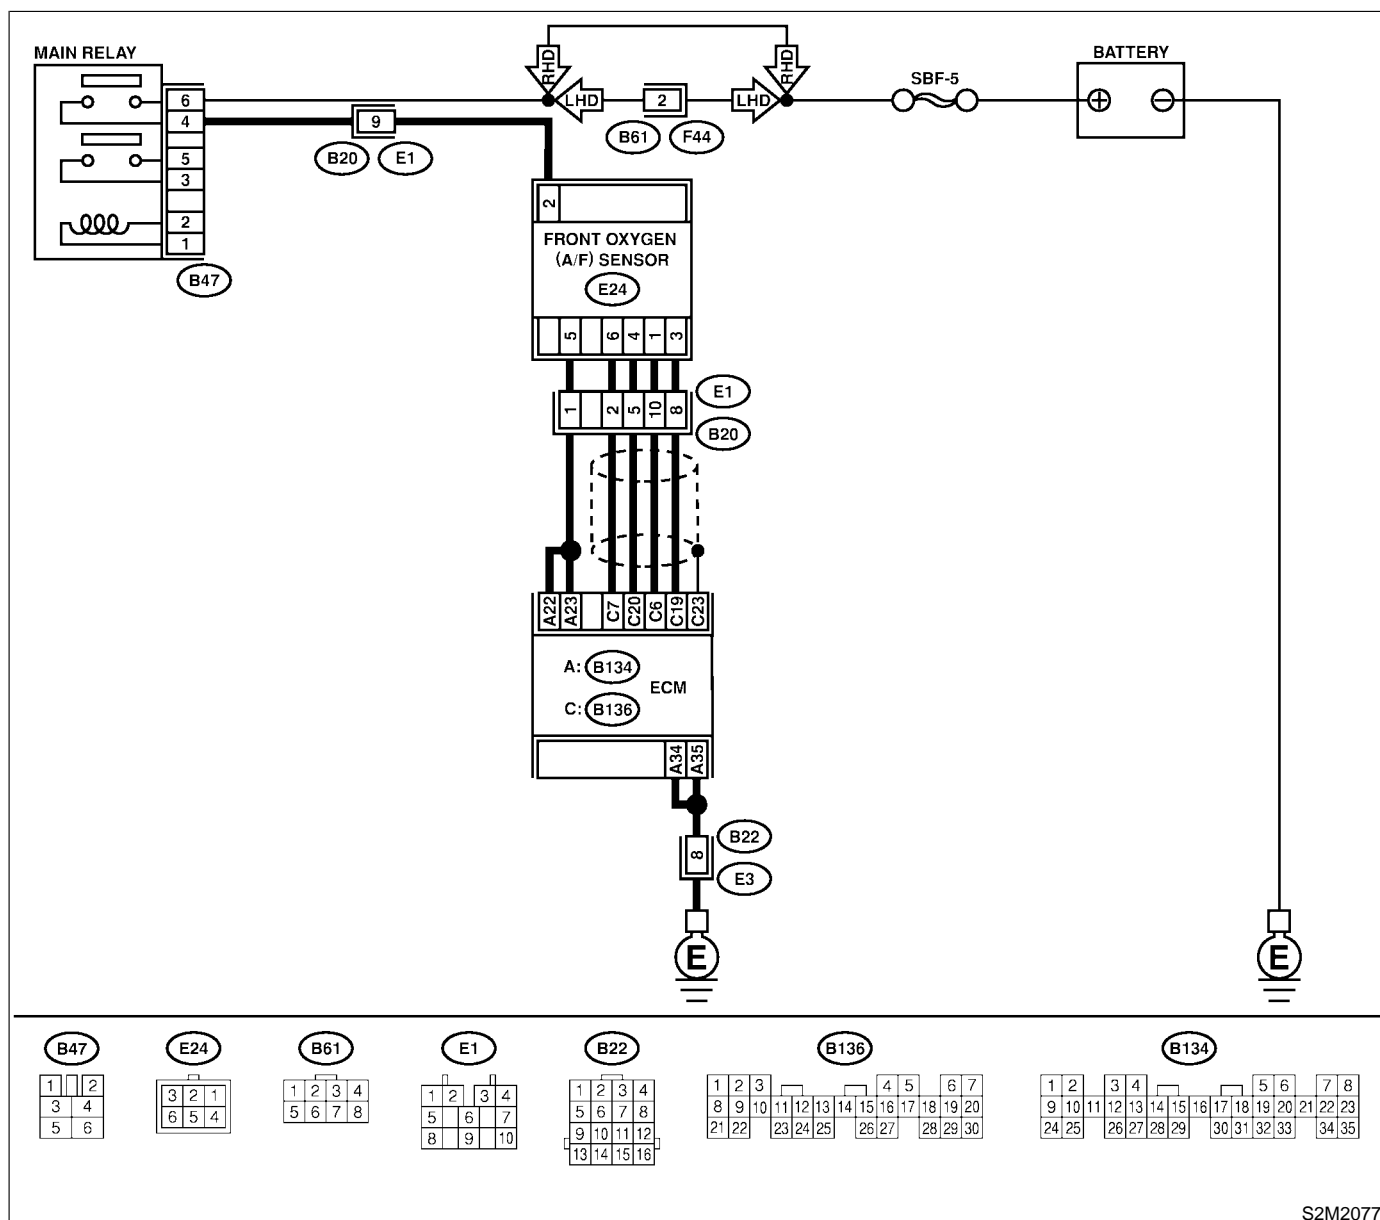 MAIN RELAY
BATTERY
SBF-5
RHD
RHD
LHD
2
LHD
B61
F44
6
4
5
3
2
1
B47
9
B20
E1
2
FRONT OXYGEN
(A/F) SENSOR
E24
5 6 4 1 3
E1
1 2 5 10 8
B20
A22 A23 C7 C20 C6 C19 C23
A: B134
ECM
C: B136
A34 A35
B22
8
E3
E
E
B47
1 2
3 4
5 6
E24
3 2 1
6 5 4
B61
1 2 3 4
5 6 7 8
E1
1 2 3 4
5 6 7
8 9 10
B22
1 2 3 4
5 6 7 8
9 10 11 12
13 14 15 16
B136
1 2 3 4 5 6 7
8 9 10 11 12 13 14 15 16 17 18 19 20
21 22 23 24 25 26 27 28 29 30
B134
1 2 3 4 5 6 7 8
9 10 11 12 13 14 15 16 17 18 19 20 21 22 23
24 25 26 27 28 29 30 31 32 33 34 35
S2M2077